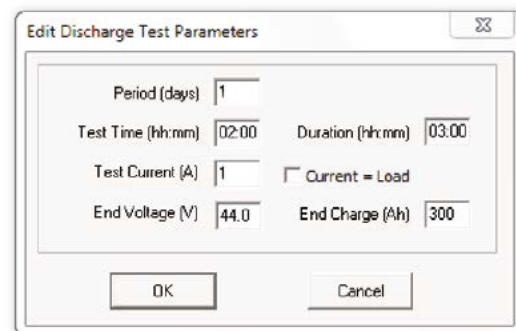 Edit Discharge Test Parameters
Period (days) 1
Test Time (hh:mm) 02:00 Duration (hh:mm) 03:00
Test Current (A) 1 Current = Load
End Voltage (V) 44.0 End Charge (Ah) 300
OK Cancel